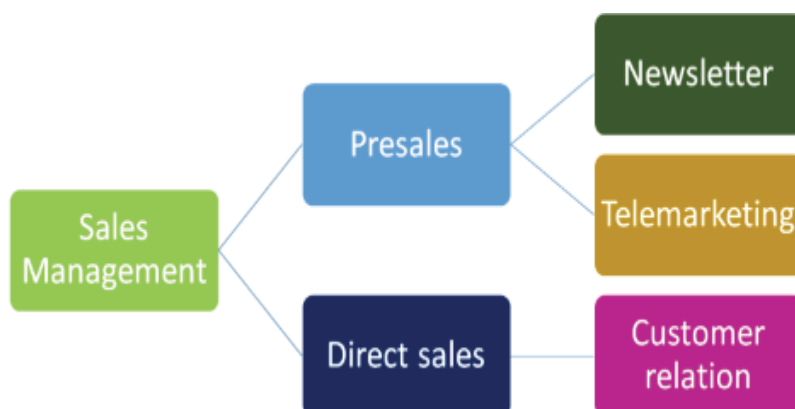 Sales
Management
Presales
Newsletter
Telemarketing
Direct sales
Customer
relation